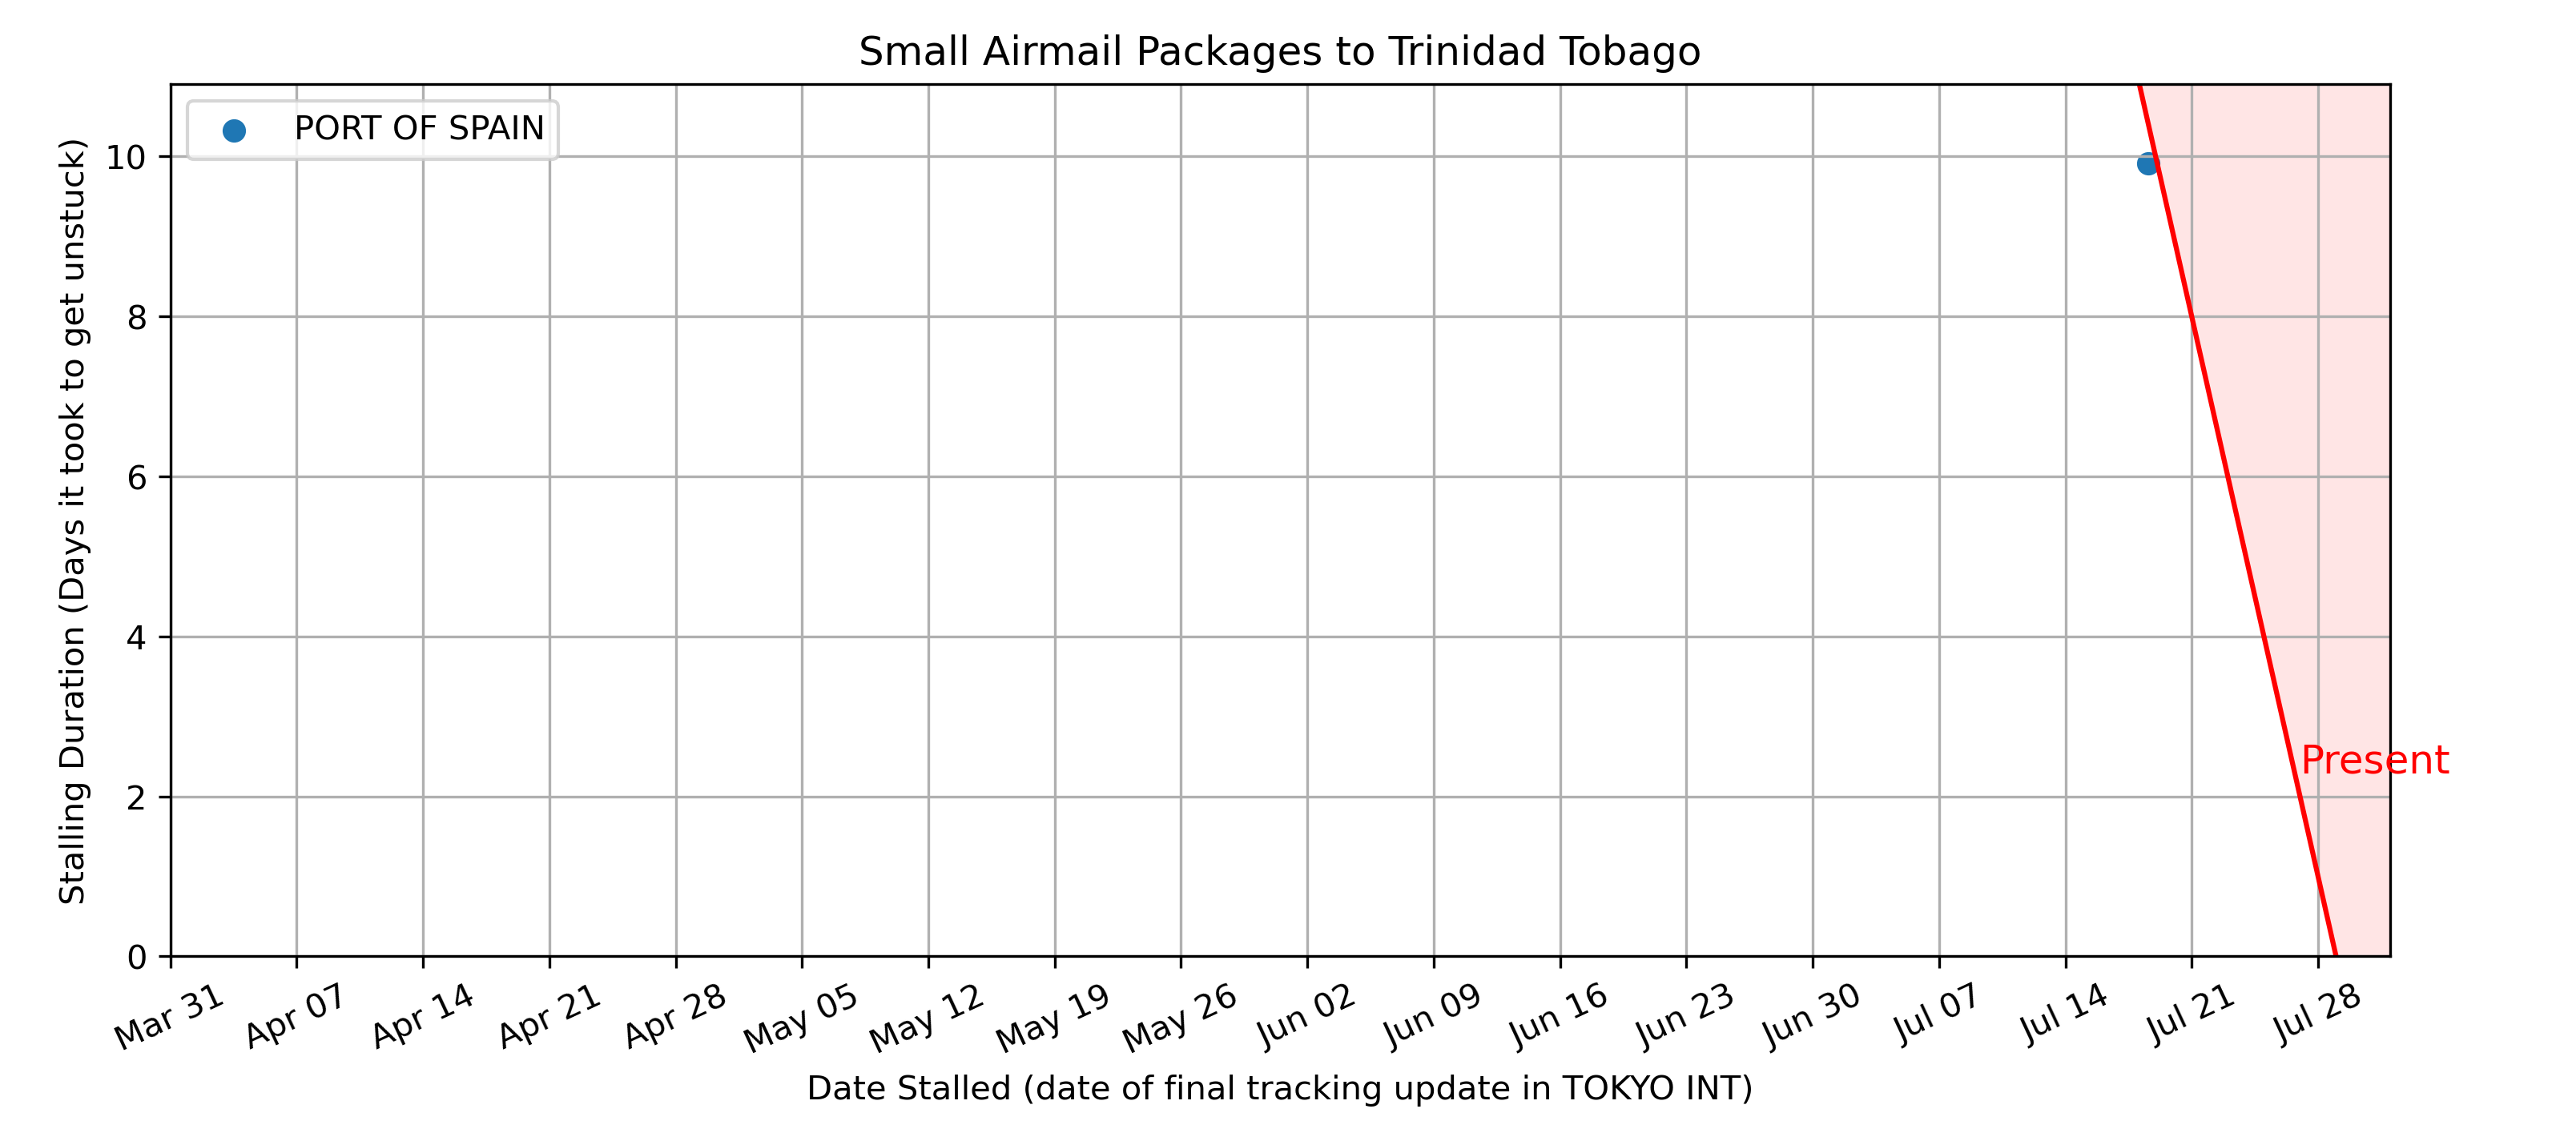 Small Airmail Packages to Trinidad Tobago
PORT OF SPAIN
Stalling Duration (Days it took to get unstuck)
10
8
6
4
2
0
Present
Mar 31
Apr 07
Apr 14
Apr 21
Apr 28
May 05
May 12
May 19
May 26
Jun 02
Jun 09
Jun 16
Jun 23
Jun 30
Jul 07
Jul 14
Jul 21
Jul 28
Date Stalled (date of final tracking update in TOKYO INT)